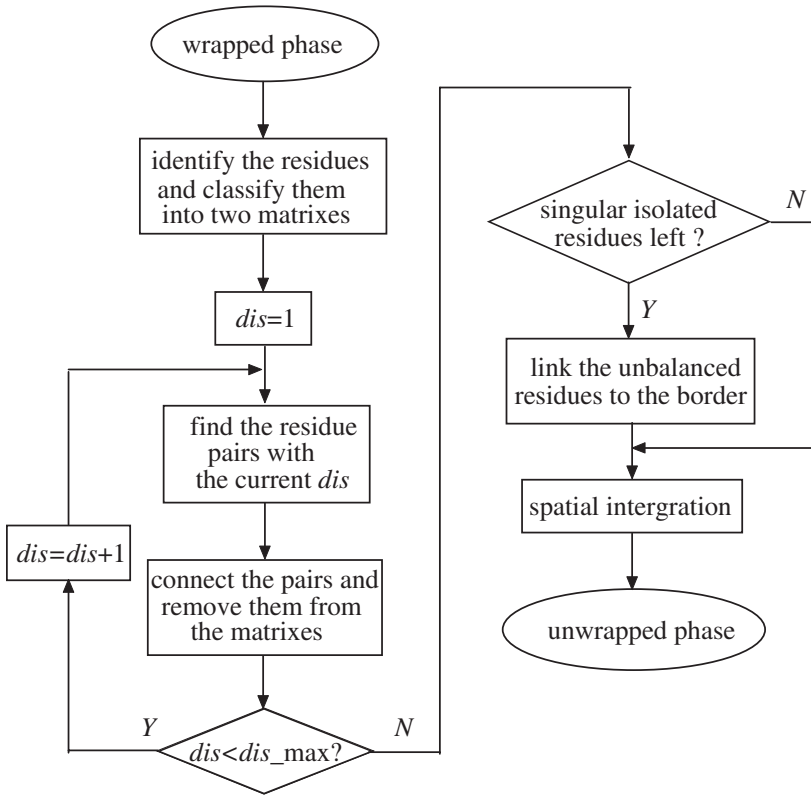 wrapped phase
identify the residues
and classify them
into two matrixes
dis=1
find the residue
pairs with
the current dis
dis=dis+1
connect the pairs and
remove them from
the matrixes
Y
N
dis<dis_max?
singular isolated
residues left ?
N
Y
link the unbalanced
residues to the border
spatial intergration
unwrapped phase